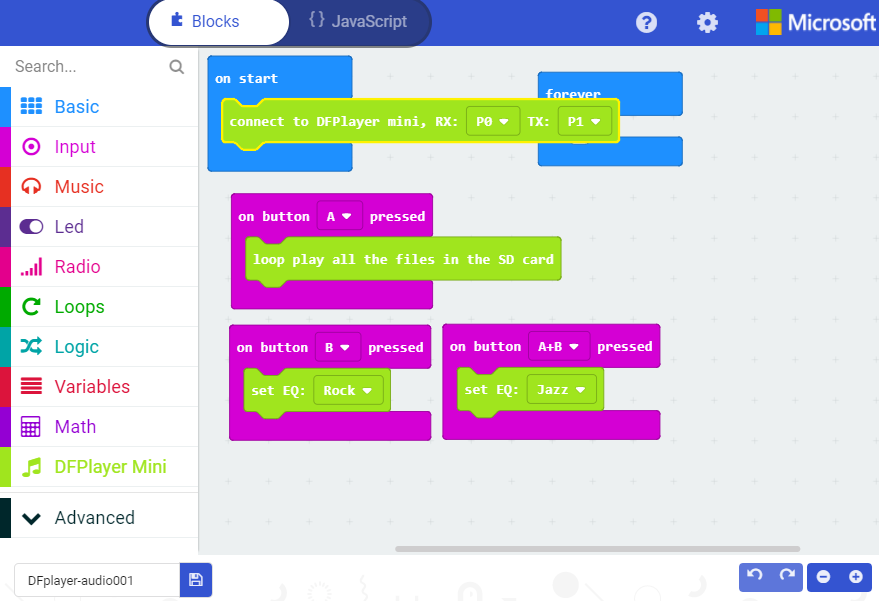 Blocks
{} JavaScript
?
Microsoft
Search...
Basic
Input
Music
Led
Radio
Loops
Logic
Variables
Math
DFPlayer Mini
Advanced
on start
connect to DFPlayer mini, RX: P0 TX: P1
forever
on button A pressed
loop play all the files in the SD card
on button B pressed
set EQ: Rock
on button A+B pressed
set EQ: Jazz
DFplayer-audio001